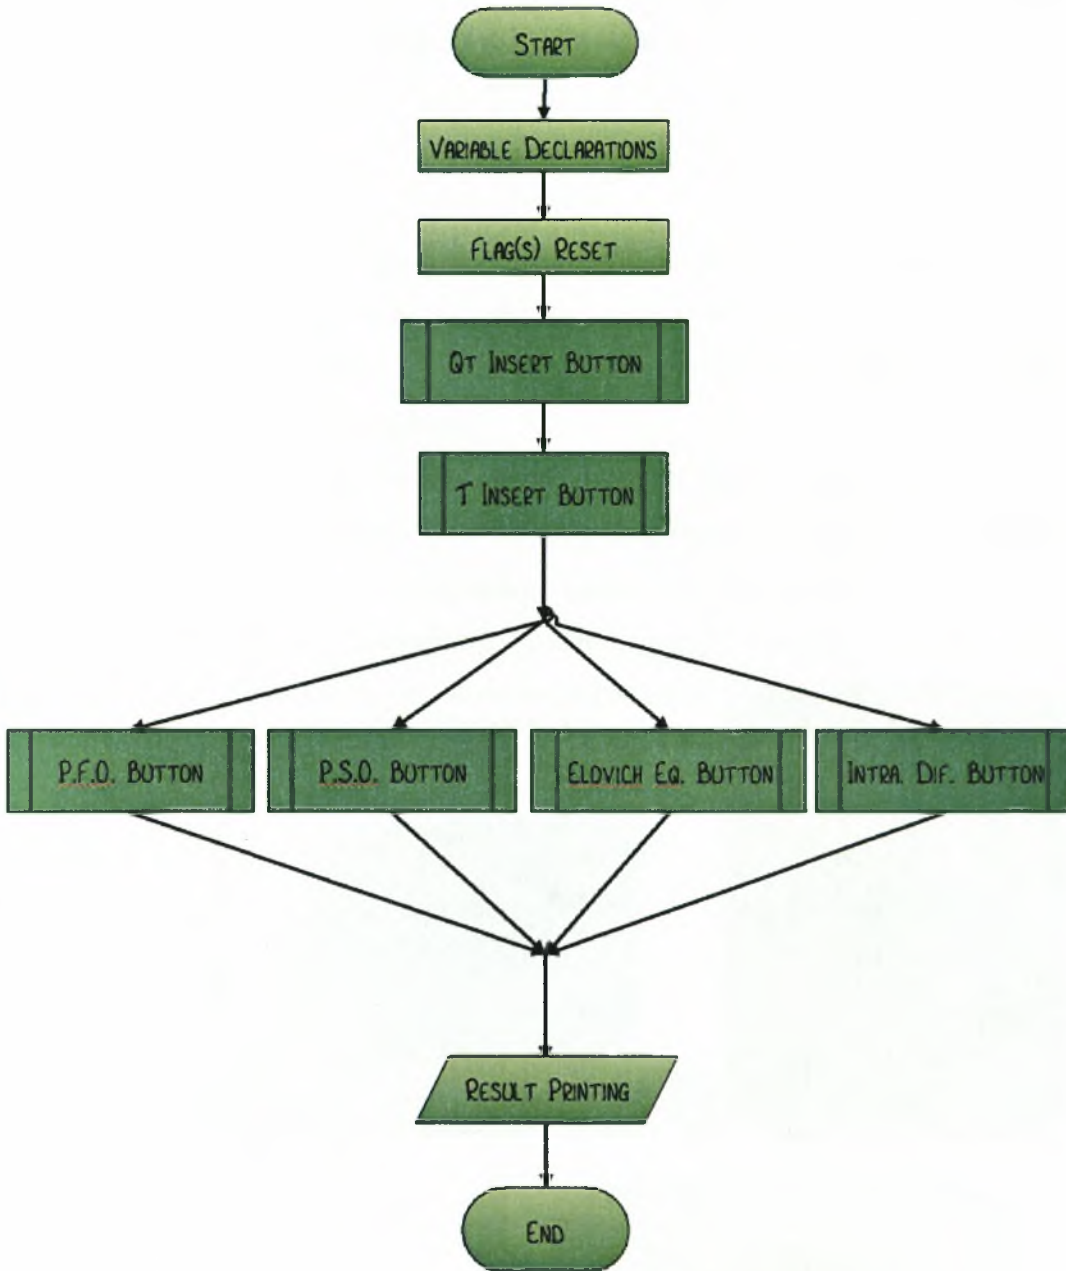 START
VARIABLE DECLARATIONS
FLAG(S) RESET
QT INSERT BUTTON
T INSERT BUTTON
P.F.O. BUTTON
P.S.O. BUTTON
ELOVICH EQ. BUTTON
INTRA. DIF. BUTTON
RESULT PRINTING
END